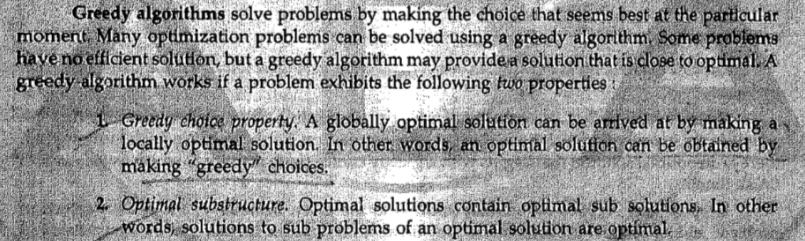 Greedy algorithms solve problems by making the choice that seems best at the particular
moment. Many optimization problems can be solved using a greedy algorithm. Some problems
have no efficient solution, but a greedy algorithm may provide a solution that is close to optimal. A
greedy algorithm works if a problem exhibits the following two properties :
1. Greedy choice property. A globally optimal solution can be arrived at by making a
locally optimal solution. In other words, an optimal solution can be obtained by
making "greedy" choices.
2. Optimal substructure. Optimal solutions contain optimal sub solutions. In other
words, solutions to sub problems of an optimal solution are optimal.